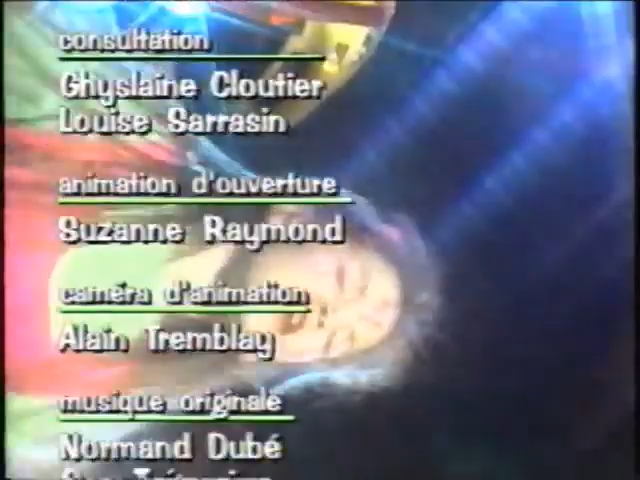 consultation
Ghyslaine Cloutier
Louise Sarrasin
animation d'ouverture
Suzanne Raymond
caméra d'animation
Alain Tremblay
musique originale
Normand Dubé